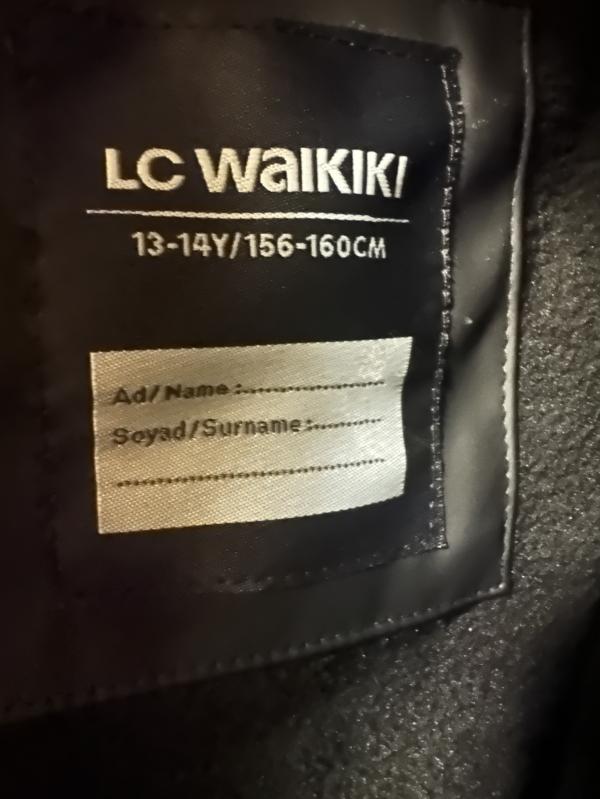 LC WAIKIKI
13-14Y/156-160CM
Ad/Name:....................
Soyad/Surname:..........
........................................